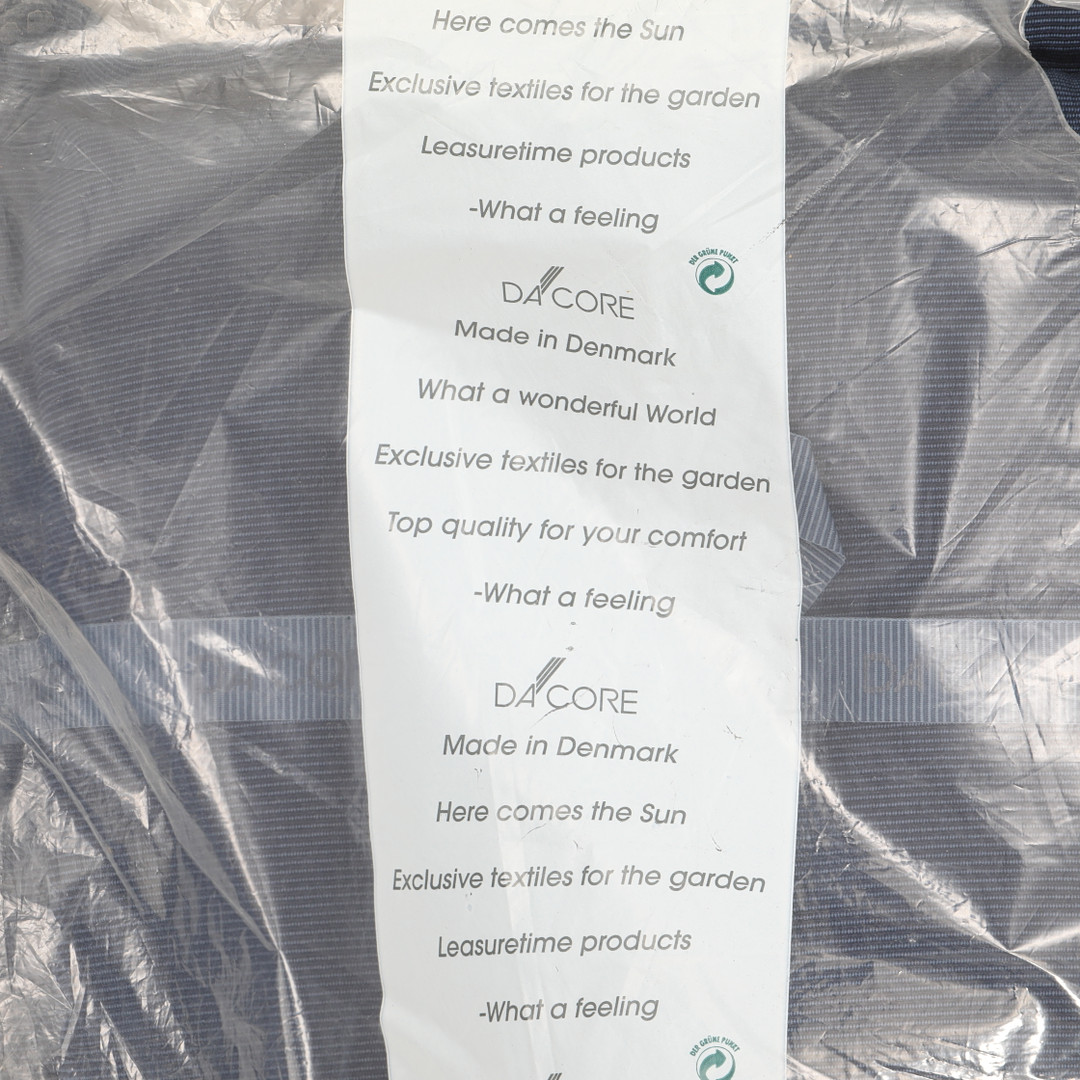 Here comes the Sun
Exclusive textiles for the garden
Leasuretime products
-What a feeling
DER GRÜNE PUNKT
DA CORE
Made in Denmark
What a wonderful World
Exclusive textiles for the garden
Top quality for your comfort
-What a feeling
DA CORE
Made in Denmark
Here comes the Sun
Exclusive textiles for the garden
Leasuretime products
-What a feeling
DER GRÜNE PUNKT